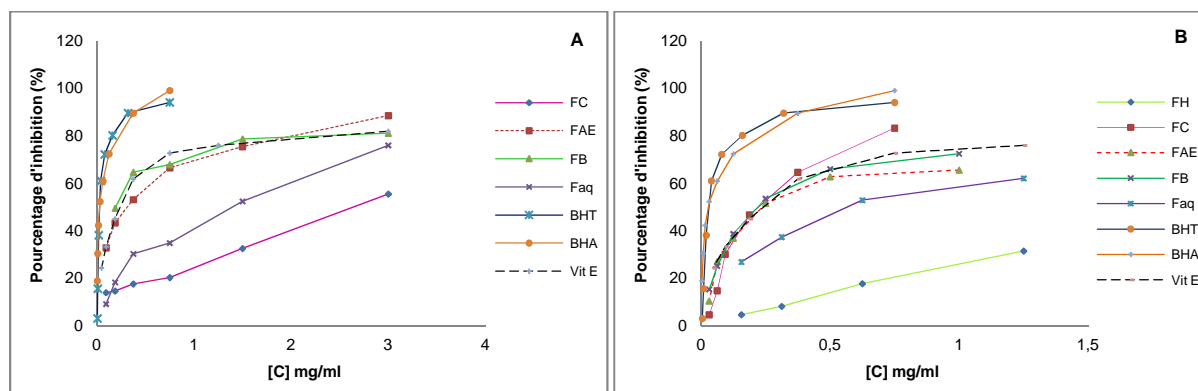 A
Pourcentage d'inhibition (%)
120
100
80
60
40
20
0
0
1
2
3
4
[C] mg/ml
FC
FAE
FB
Faq
BHT
BHA
Vit E
B
Pourcentage d'inhibition (%)
120
100
80
60
40
20
0
0
0,5
1
1,5
[C] mg/ml
FH
FC
FAE
FB
Faq
BHT
BHA
Vit E